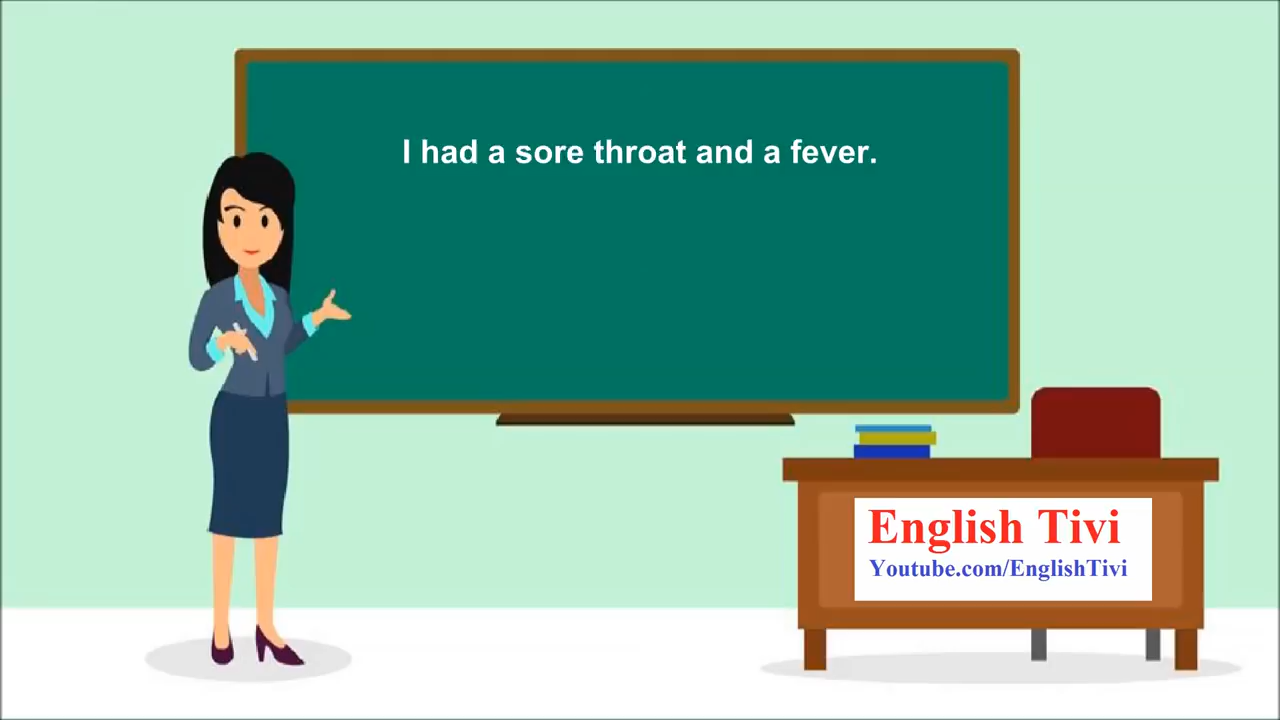 I had a sore throat and a fever.
English Tivi
Youtube.com/EnglishTivi